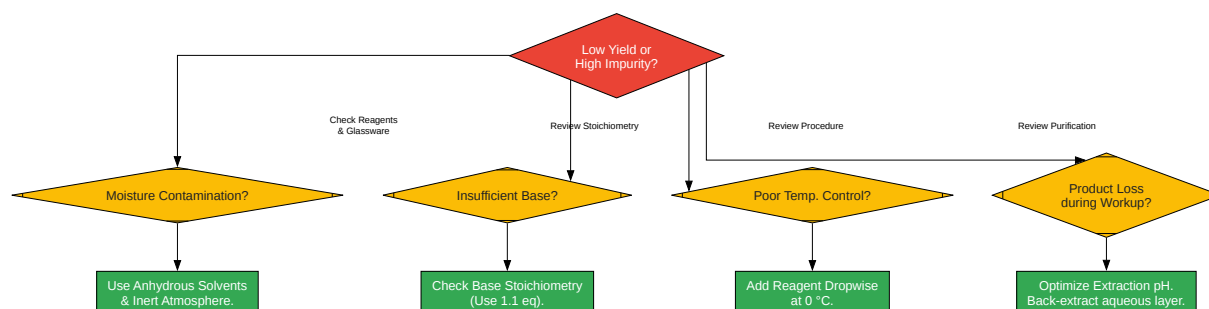 Low Yield or
High Impurity?
Check Reagents
& Glassware
Review Stoichiometry
Review Procedure
Review Purification
Moisture Contamination?
Insufficient Base?
Poor Temp. Control?
Product Loss
during Workup?
Use Anhydrous Solvents
& Inert Atmosphere.
Check Base Stoichiometry
(Use 1.1 eq).
Add Reagent Dropwise
at 0 °C.
Optimize Extraction pH.
Back-extract aqueous layer.